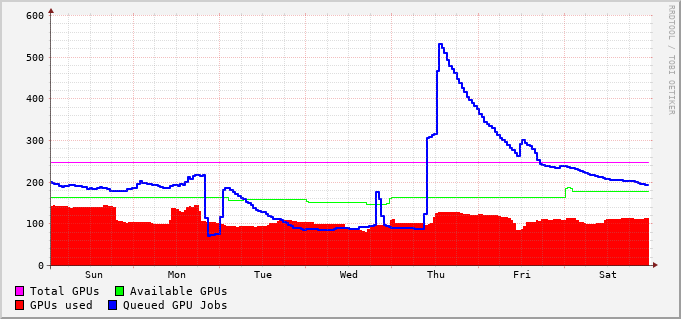 600
500
400
300
200
100
0
Sun Mon Tue Wed Thu Fri Sat
Total GPUs Available GPUs
GPUs used Queued GPU Jobs
RRDTOOL / TOBI OETIKER